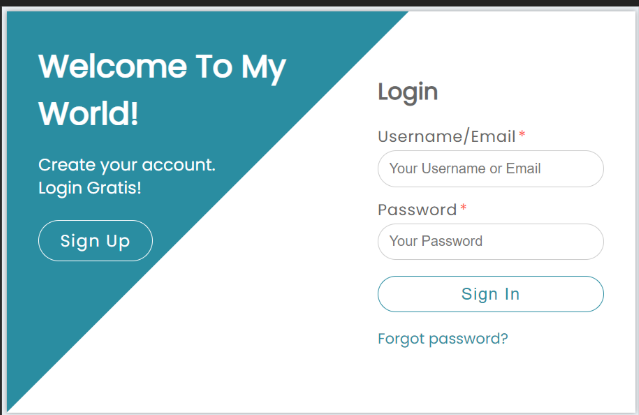 Welcome To My
World!
Create your account.
Login Gratis!
Sign Up
Login
Username/Email *
Your Username or Email
Password *
Your Password
Sign In
Forgot password?